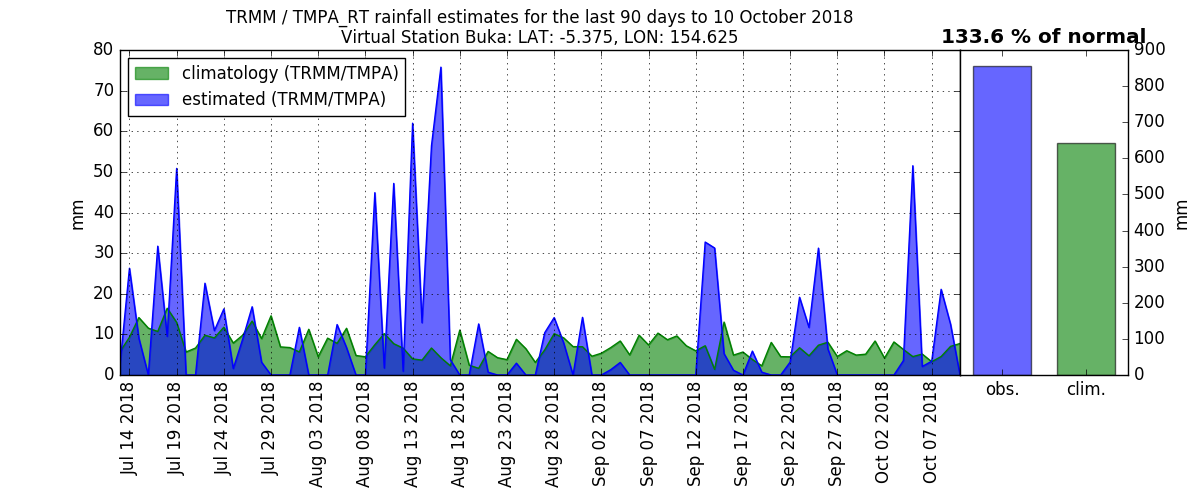 TRMM / TMPA_RT rainfall estimates for the last 90 days to 10 October 2018
Virtual Station Buka: LAT: -5.375, LON: 154.625
133.6 % of normal
climatology (TRMM/TMPA)
estimated (TRMM/TMPA)
80
70
60
50
40
30
20
10
0
mm
Jul 14 2018
Jul 19 2018
Jul 24 2018
Jul 29 2018
Aug 03 2018
Aug 08 2018
Aug 13 2018
Aug 18 2018
Aug 23 2018
Aug 28 2018
Sep 02 2018
Sep 07 2018
Sep 12 2018
Sep 17 2018
Sep 22 2018
Sep 27 2018
Oct 02 2018
Oct 07 2018
obs.
clim.
900
800
700
600
500
400
300
200
100
0
mm